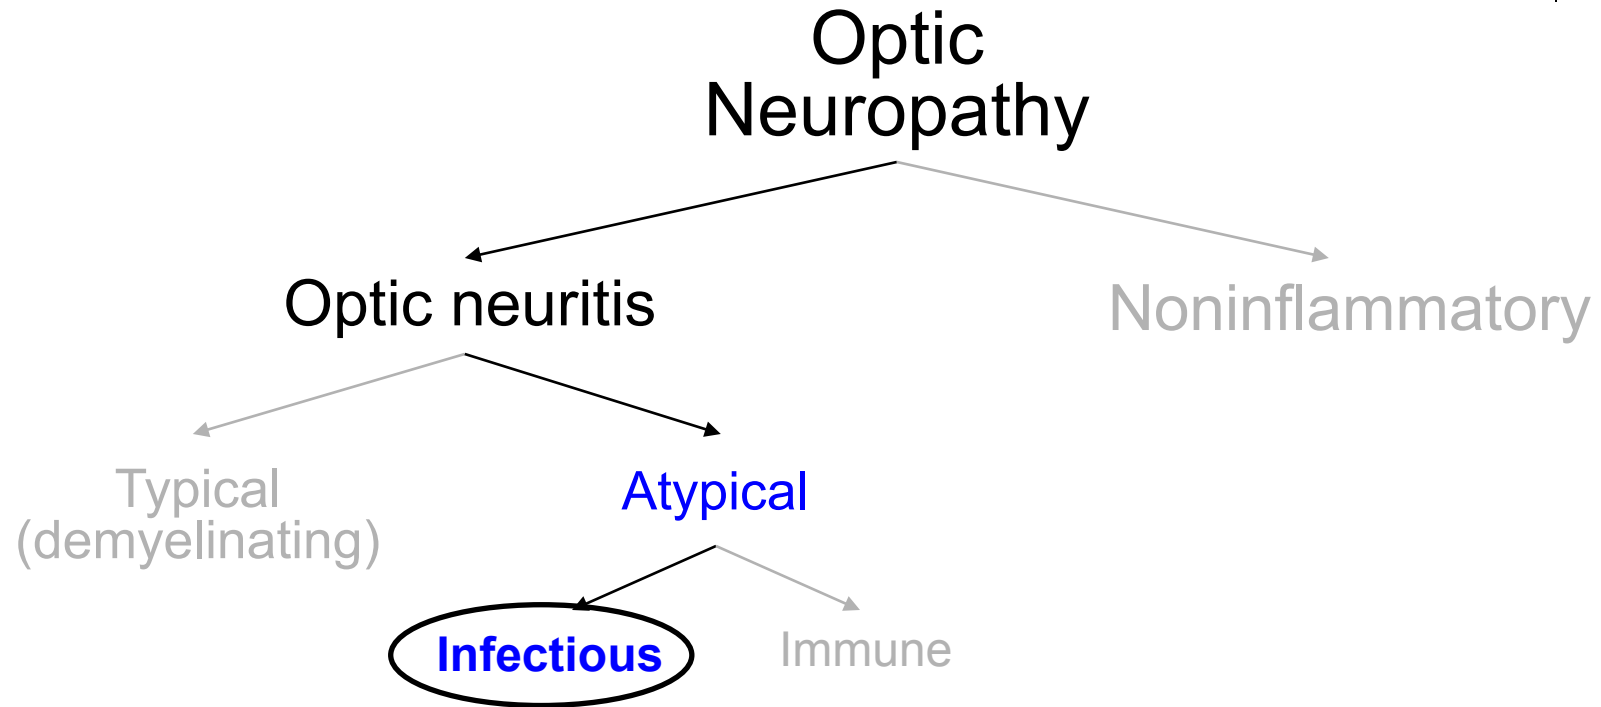 Optic
Neuropathy
Optic neuritis
Noninflammatory
Typical
(demyelinating)
Atypical
Infectious
Immune